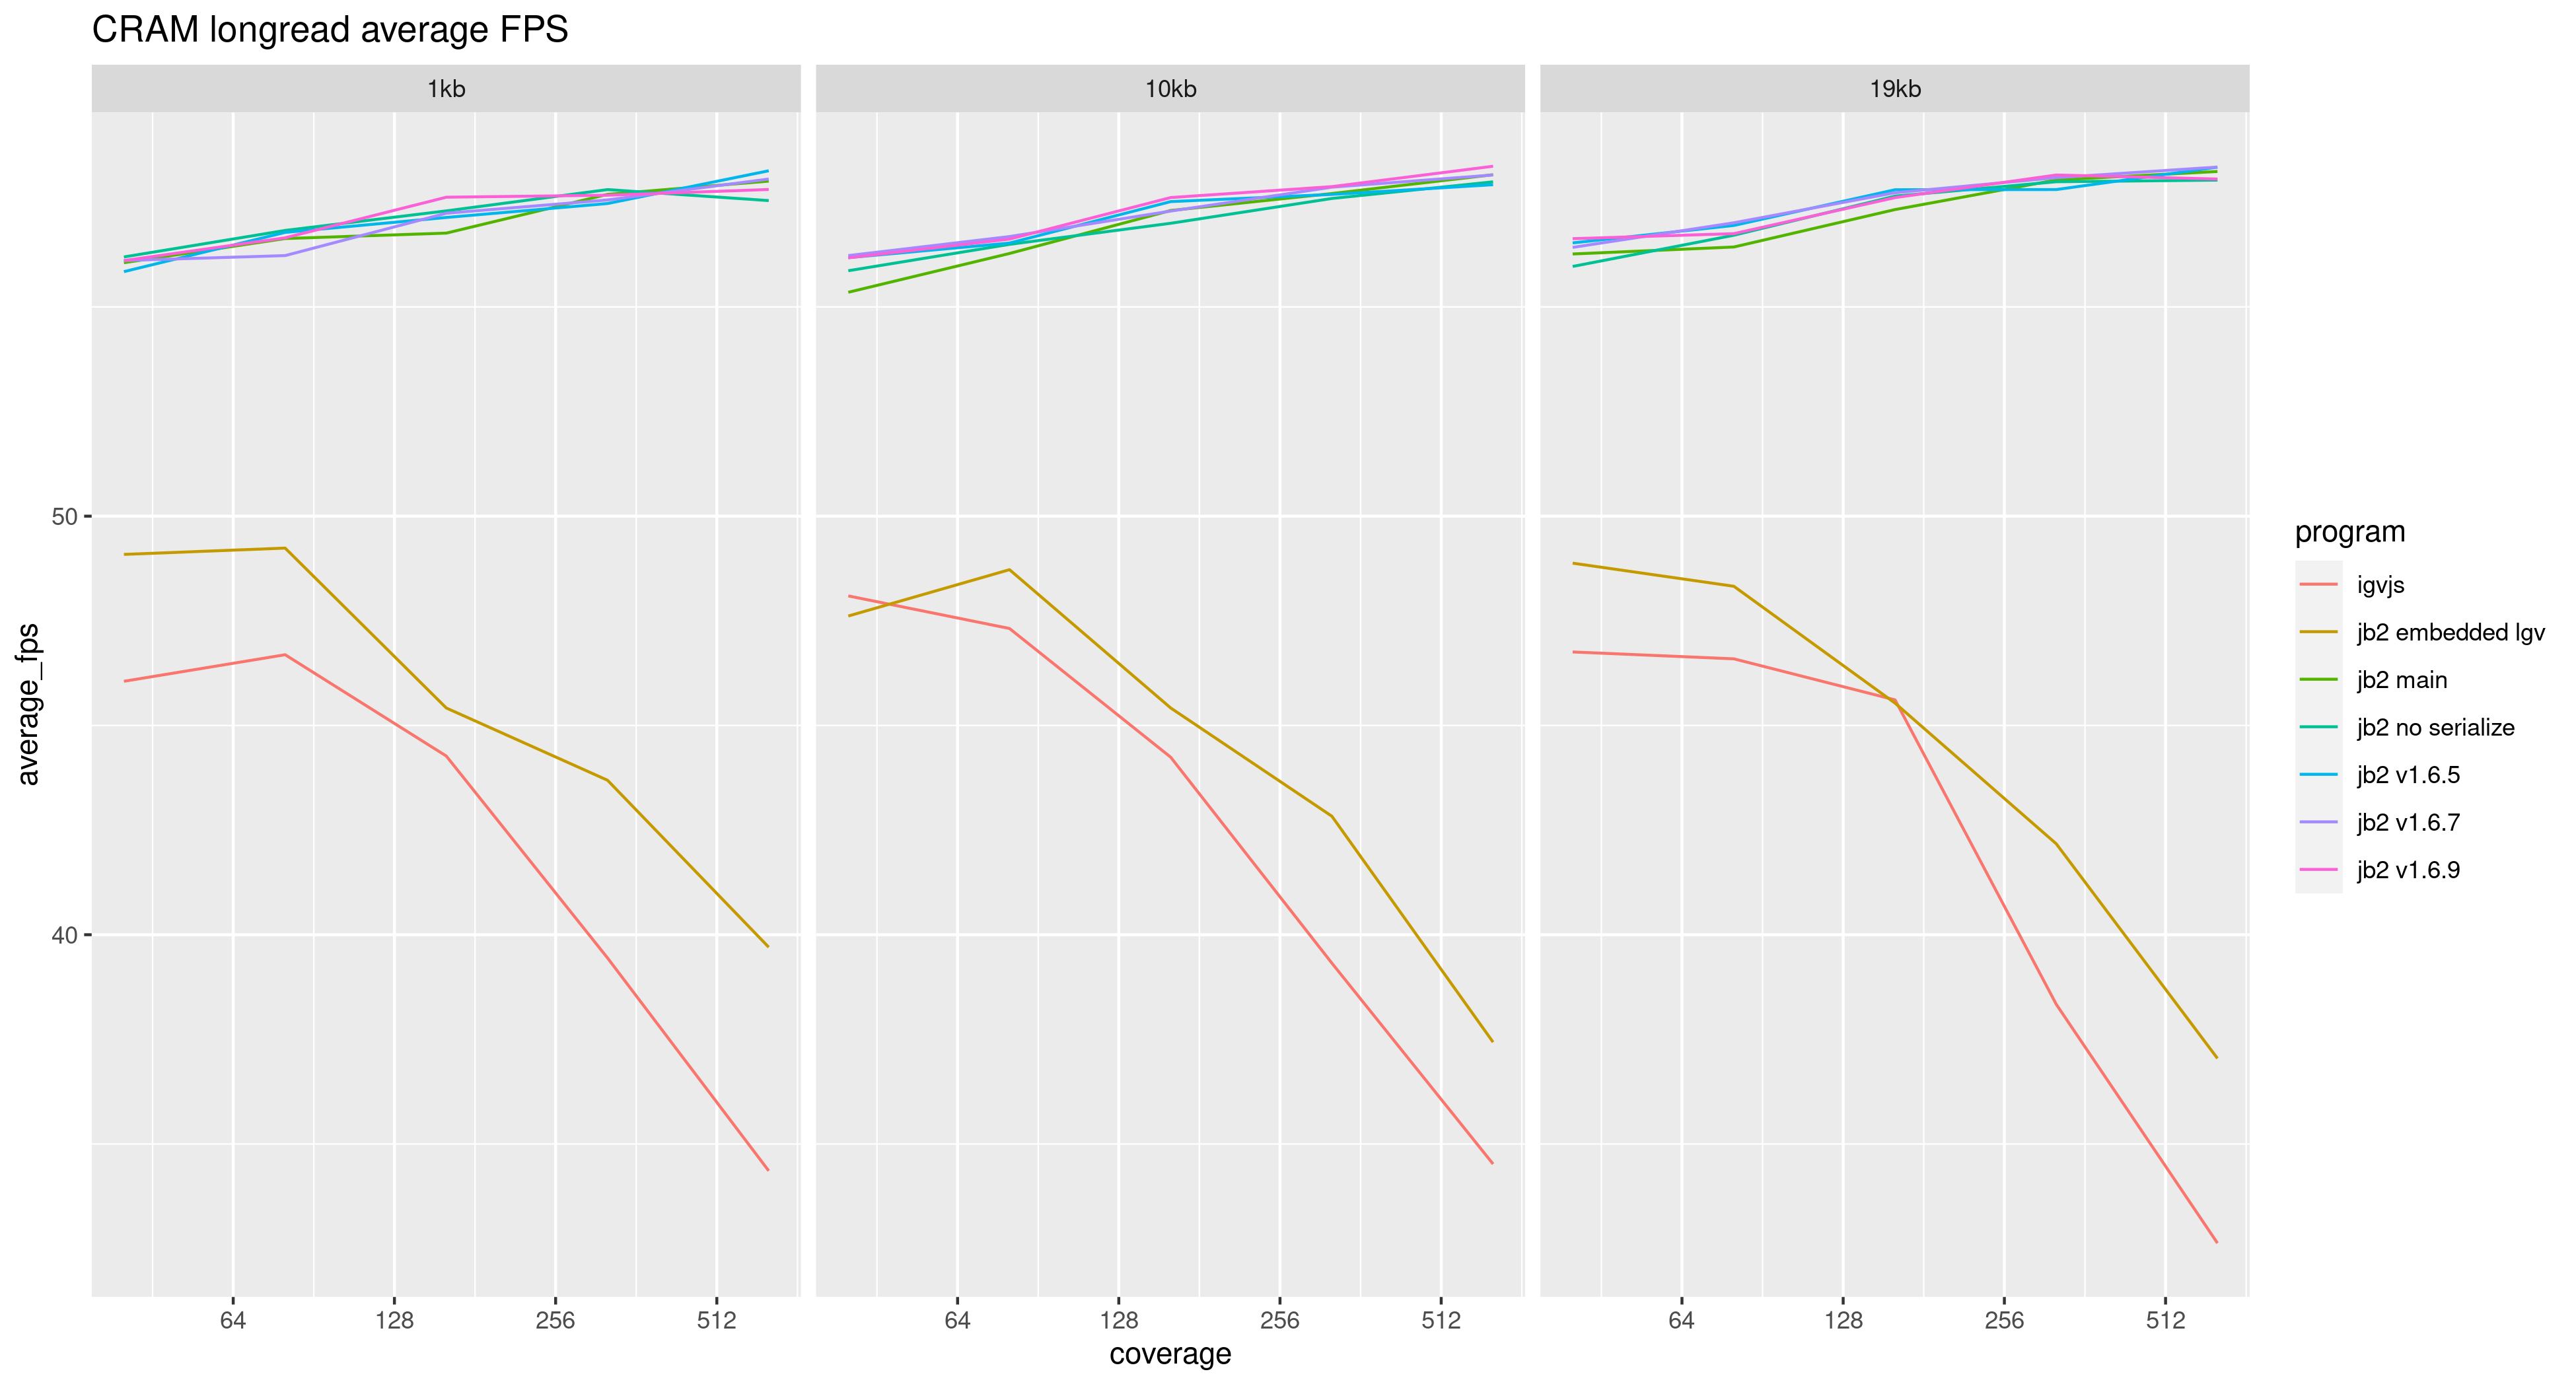 CRAM longread average FPS
1kb
10kb
19kb
50
40
average_fps
64
128
256
512
64
128
256
512
64
128
256
512
coverage
program
igvjs
jb2 embedded lgv
jb2 main
jb2 no serialize
jb2 v1.6.5
jb2 v1.6.7
jb2 v1.6.9